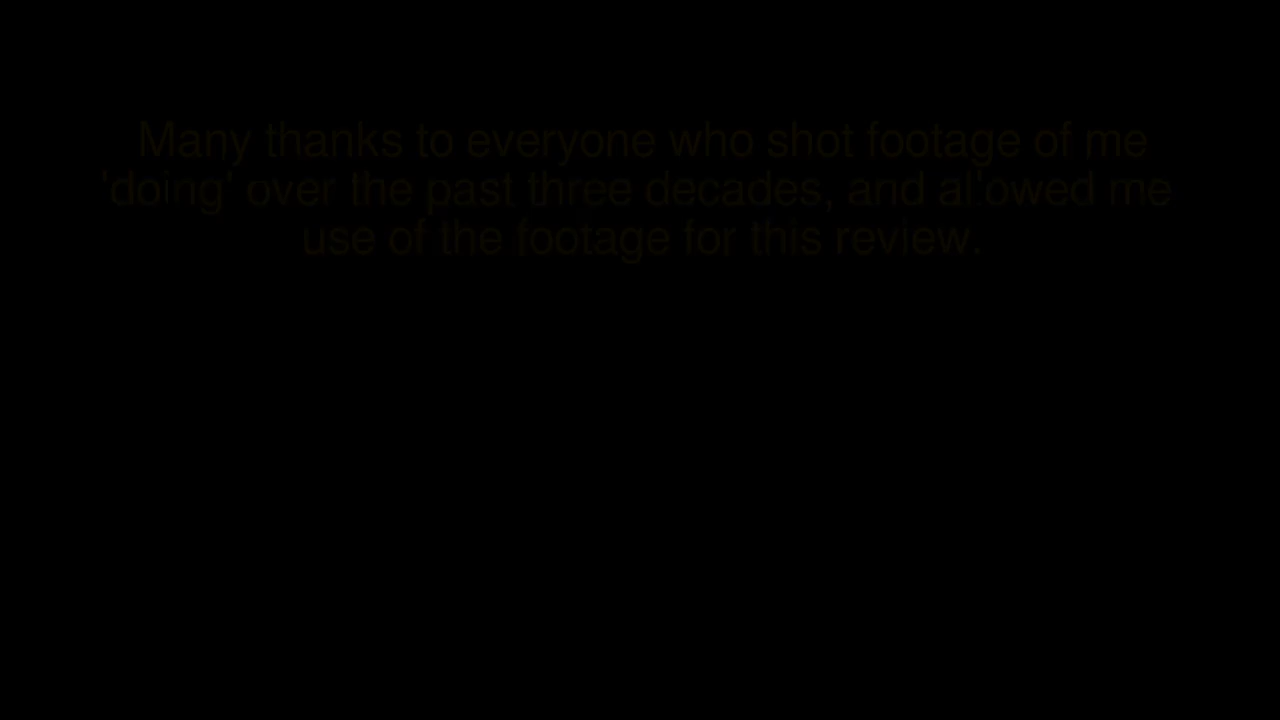 Many thanks to everyone who shot footage of me
'doing' over the past three decades, and allowed me
use of the footage for this review.